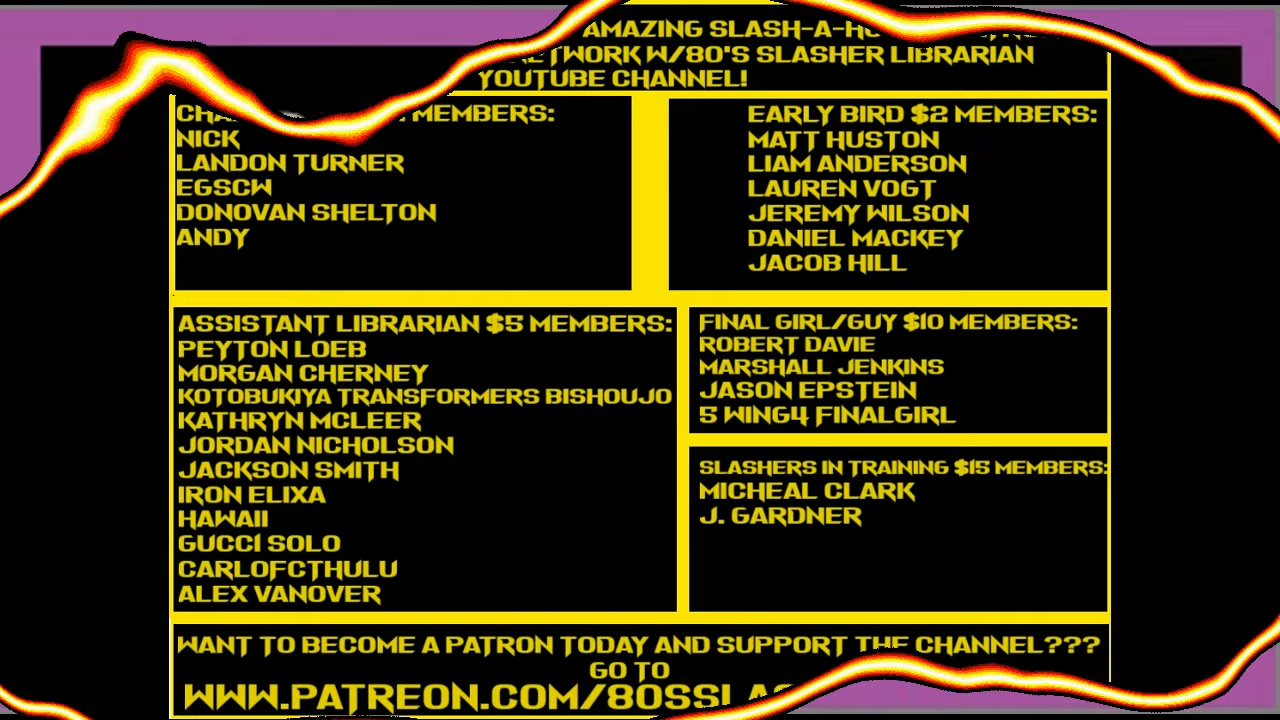 AMAZING SLASH-A-
W/80'S SLASHER LIBRARIAN
YOUTUBE CHANNEL!
MEMBERS:
NICK
LANDON TURNER
EGSCW
DONOVAN SHELTON
ANDY
EARLY BIRD $2 MEMBERS:
MATT HUSTON
LIAM ANDERSON
LAUREN VOGT
JEREMY WILSON
DANIEL MACKEY
JACOB HILL
ASSISTANT LIBRARIAN $5 MEMBERS:
PEYTON LOEB
MORGAN CHERNEY
KOTOBUKIYA TRANSFORMERS BISHOUJO
KATHRYN MCLEER
JORDAN NICHOLSON
JACKSON SMITH
IRON ELIXA
HAWAII
GUCCI SOLO
CARLOFCTHULU
ALEX VANOVER
FINAL GIRL/GUY $10 MEMBERS:
ROBERT DAVIE
MARSHALL JENKINS
JASON EPSTEIN
5 WING4 FINALGIRL
SLASHERS IN TRAINING $15 MEMBERS:
MICHEAL CLARK
J. GARDNER
WANT TO BECOME A PATRON TODAY AND SUPPORT THE CHANNEL???
GO TO
WWW.PATREON.COM/80SSLAS